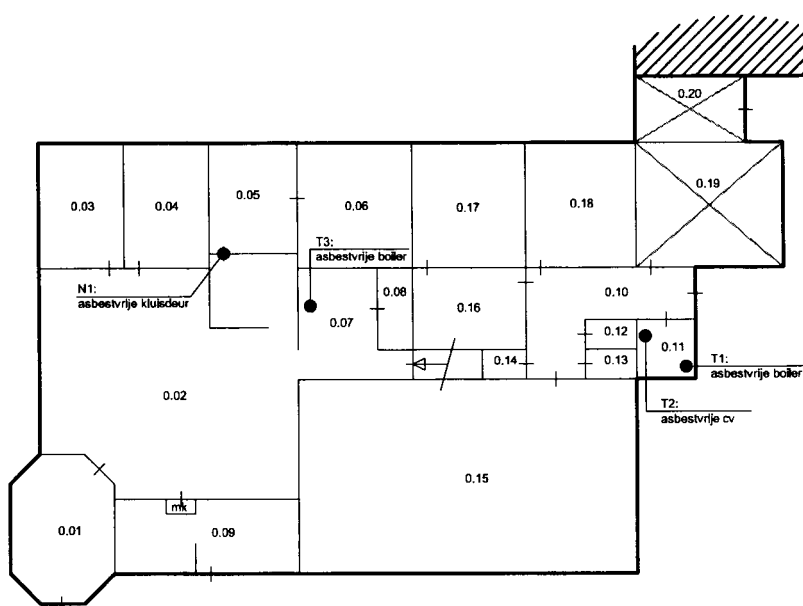 0.20
0.03
0.04
0.05
0.06
0.17
0.18
0.19
T3:
asbestvrije boiler
N1:
asbestvrije kluisdeur
0.08
0.07
0.16
0.10
0.12
0.11
0.14
0.13
T1:
asbestvrije boiler
0.02
T2:
asbestvrije cv
0.15
mk
0.01
0.09